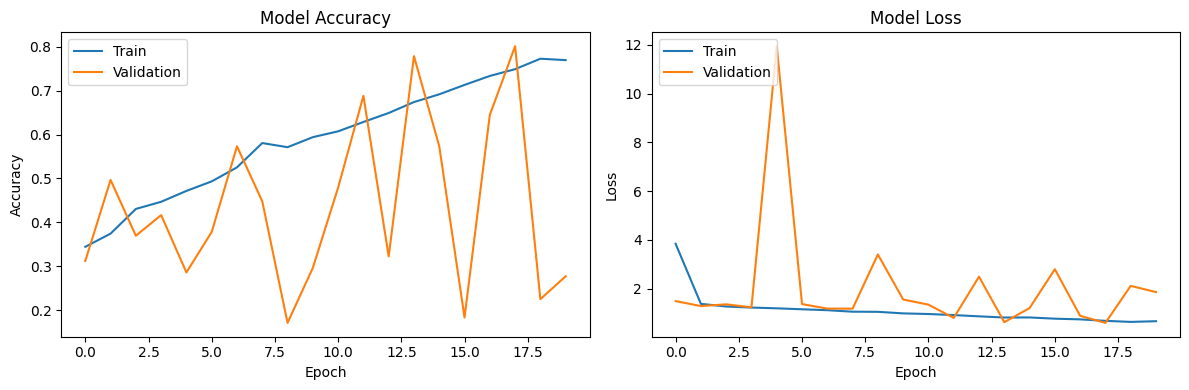 Model Accuracy
Train
Validation
Accuracy
0.8
0.7
0.6
0.5
0.4
0.3
0.2
0.0 2.5 5.0 7.5 10.0 12.5 15.0 17.5
Epoch
Model Loss
Train
Validation
Loss
12
10
8
6
4
2
0.0 2.5 5.0 7.5 10.0 12.5 15.0 17.5
Epoch